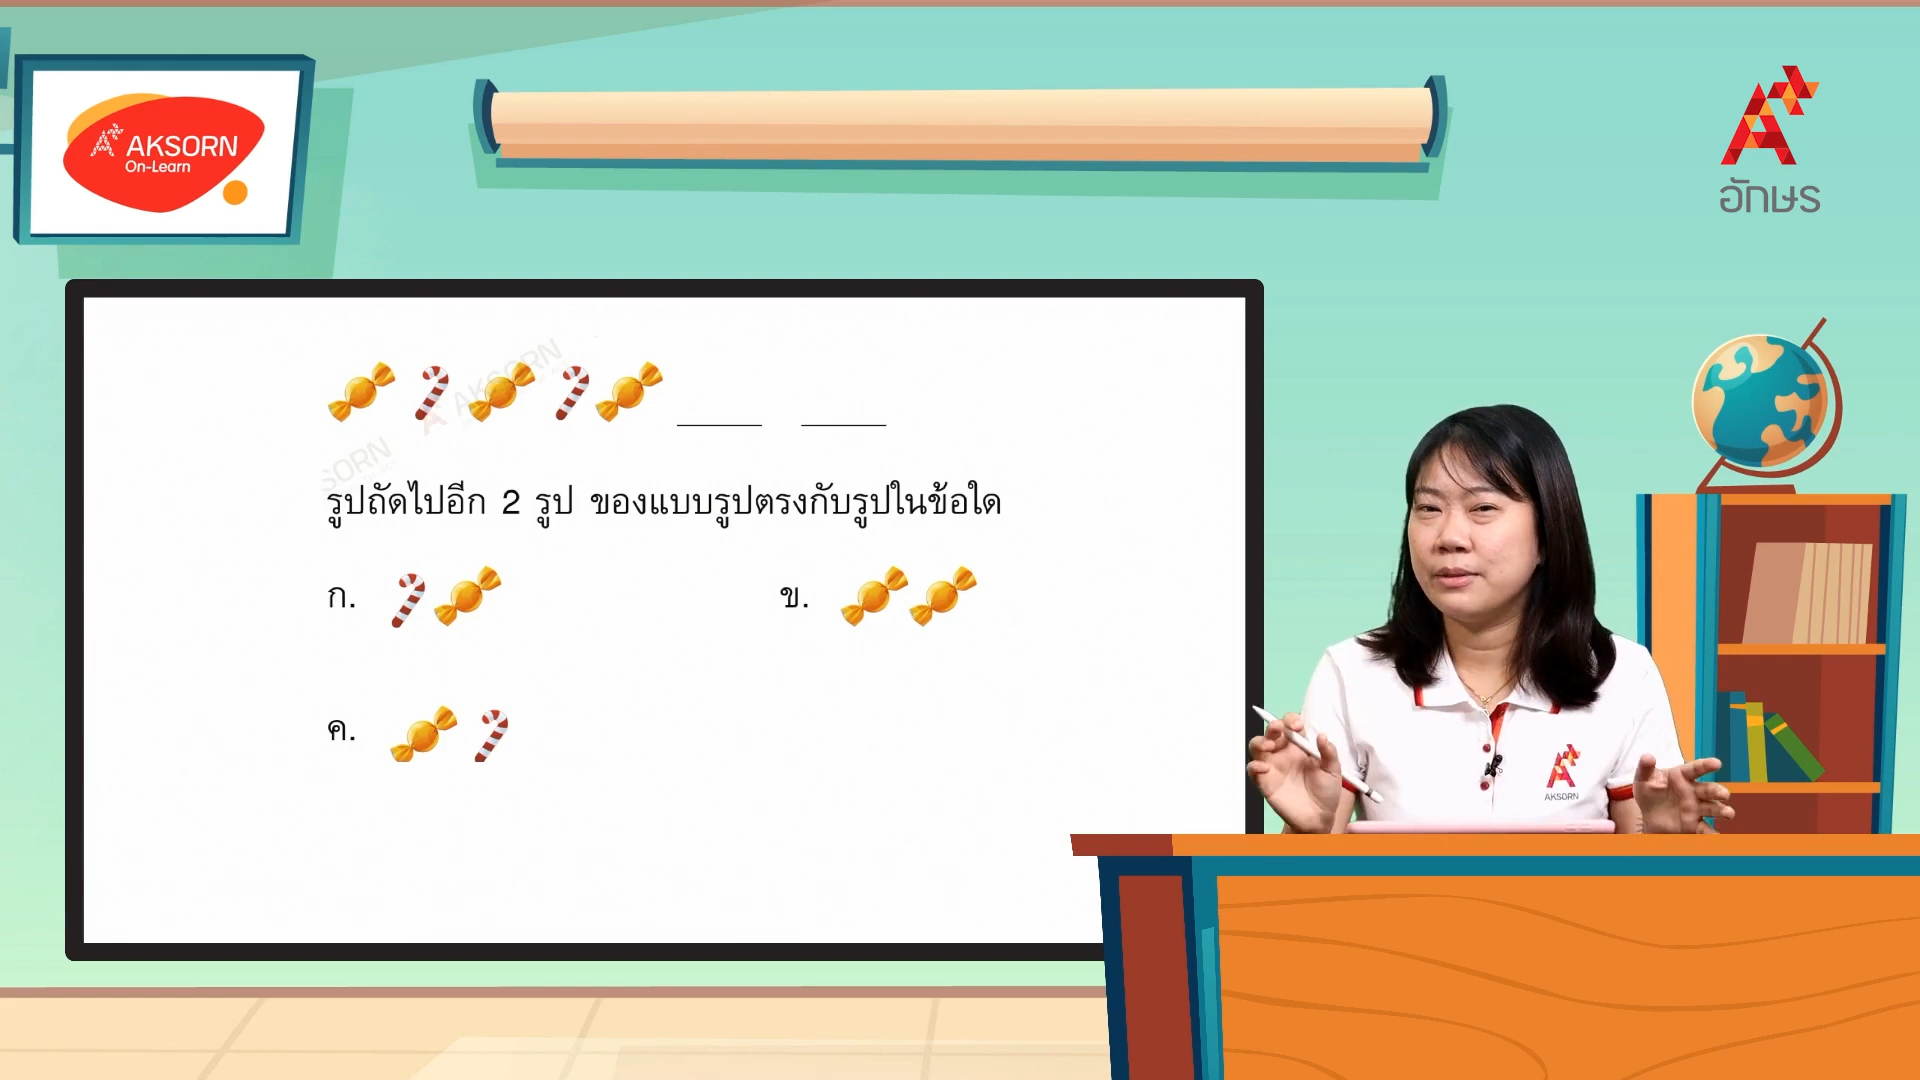 AKSORN
On-Learn
อักษร
AKSORN
SORN
รูปถัดไปอีก 2 รูป ของแบบรูปตรงกับรูปในข้อใด
ก.
ข.
ค.
AKSORN